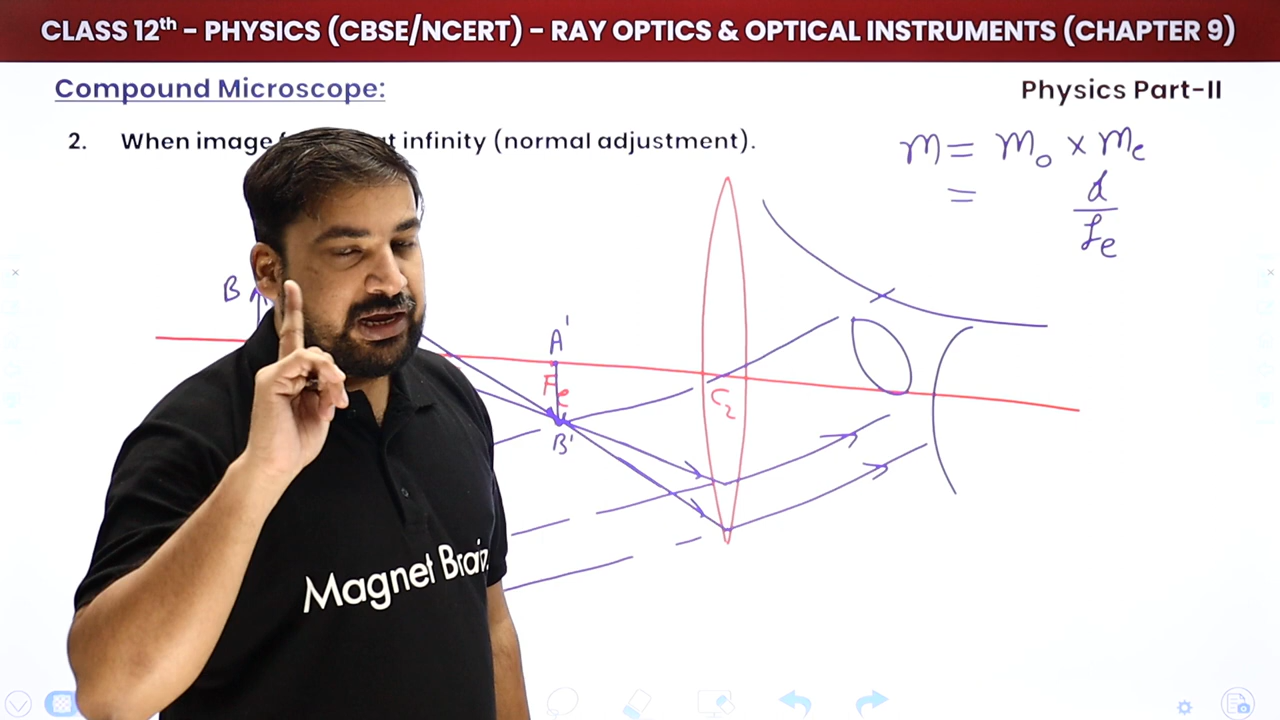 CLASS 12th - PHYSICS (CBSE/NCERT) - RAY OPTICS & OPTICAL INSTRUMENTS (CHAPTER 9)
Compound Microscope:
Physics Part-II
2. When image at infinity (normal adjustment).
m = m₀ × mₑ
= d/fₑ
B
A'
Fe
B'
C₂
Magnet Brain